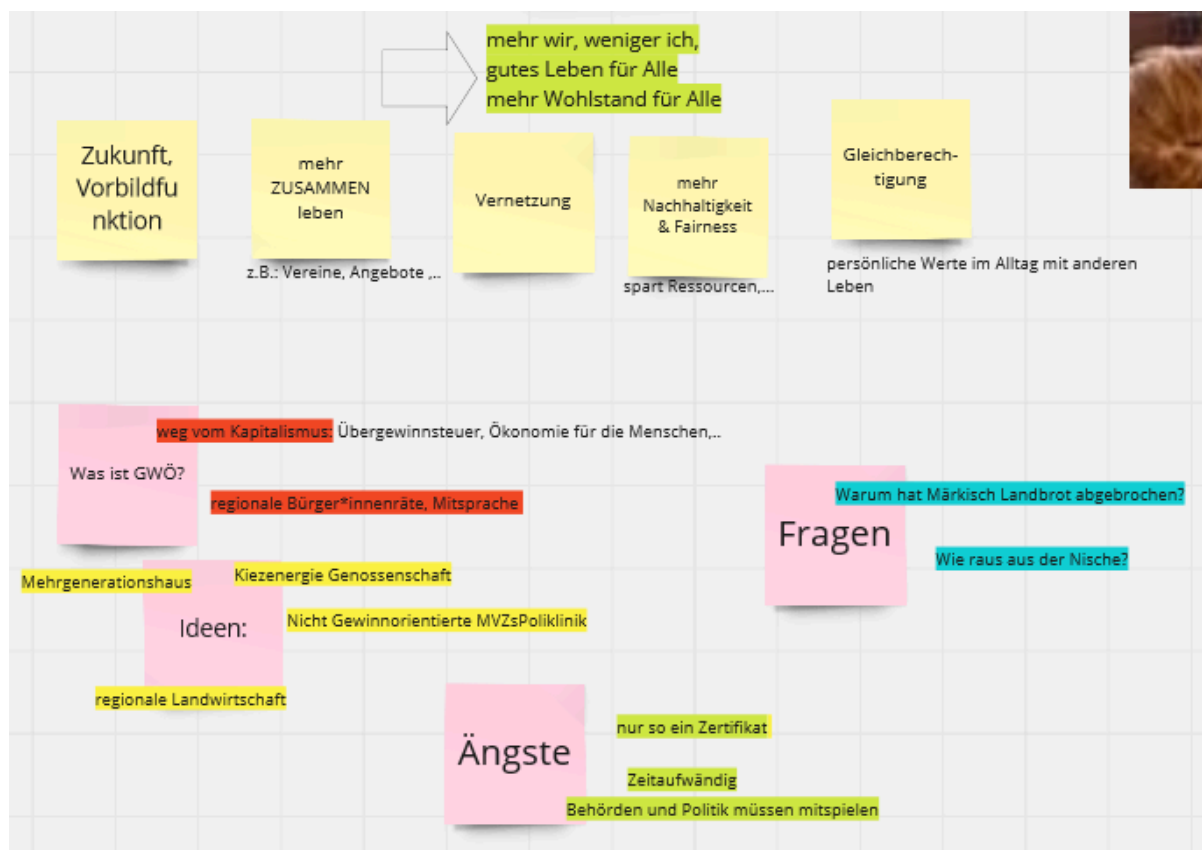 mehr wir, weniger ich,
gutes Leben für Alle
mehr Wohlstand für Alle
Zukunft,
Vorbildfu
nktion
mehr
ZUSAMMEN
leben
z.B.: Vereine, Angebote ,..
Vernetzung
mehr
Nachhaltigkeit
& Fairness
spart Ressourcen,...
Gleichberech-
tigung
persönliche Werte im Alltag mit anderen
Leben
Was ist GWÖ?
weg vom Kapitalismus: Übergewinnsteuer, Ökonomie für die Menschen,..
regionale Bürger*innenräte, Mitsprache
Ideen:
Mehrgenerationshaus
Kiezenergie Genossenschaft
Nicht Gewinnorientierte MVZsPoliklinik
regionale Landwirtschaft
Fragen
Warum hat Märkisch Landbrot abgebrochen?
Wie raus aus der Nische?
Ängste
nur so ein Zertifikat
Zeitaufwändig
Behörden und Politik müssen mitspielen